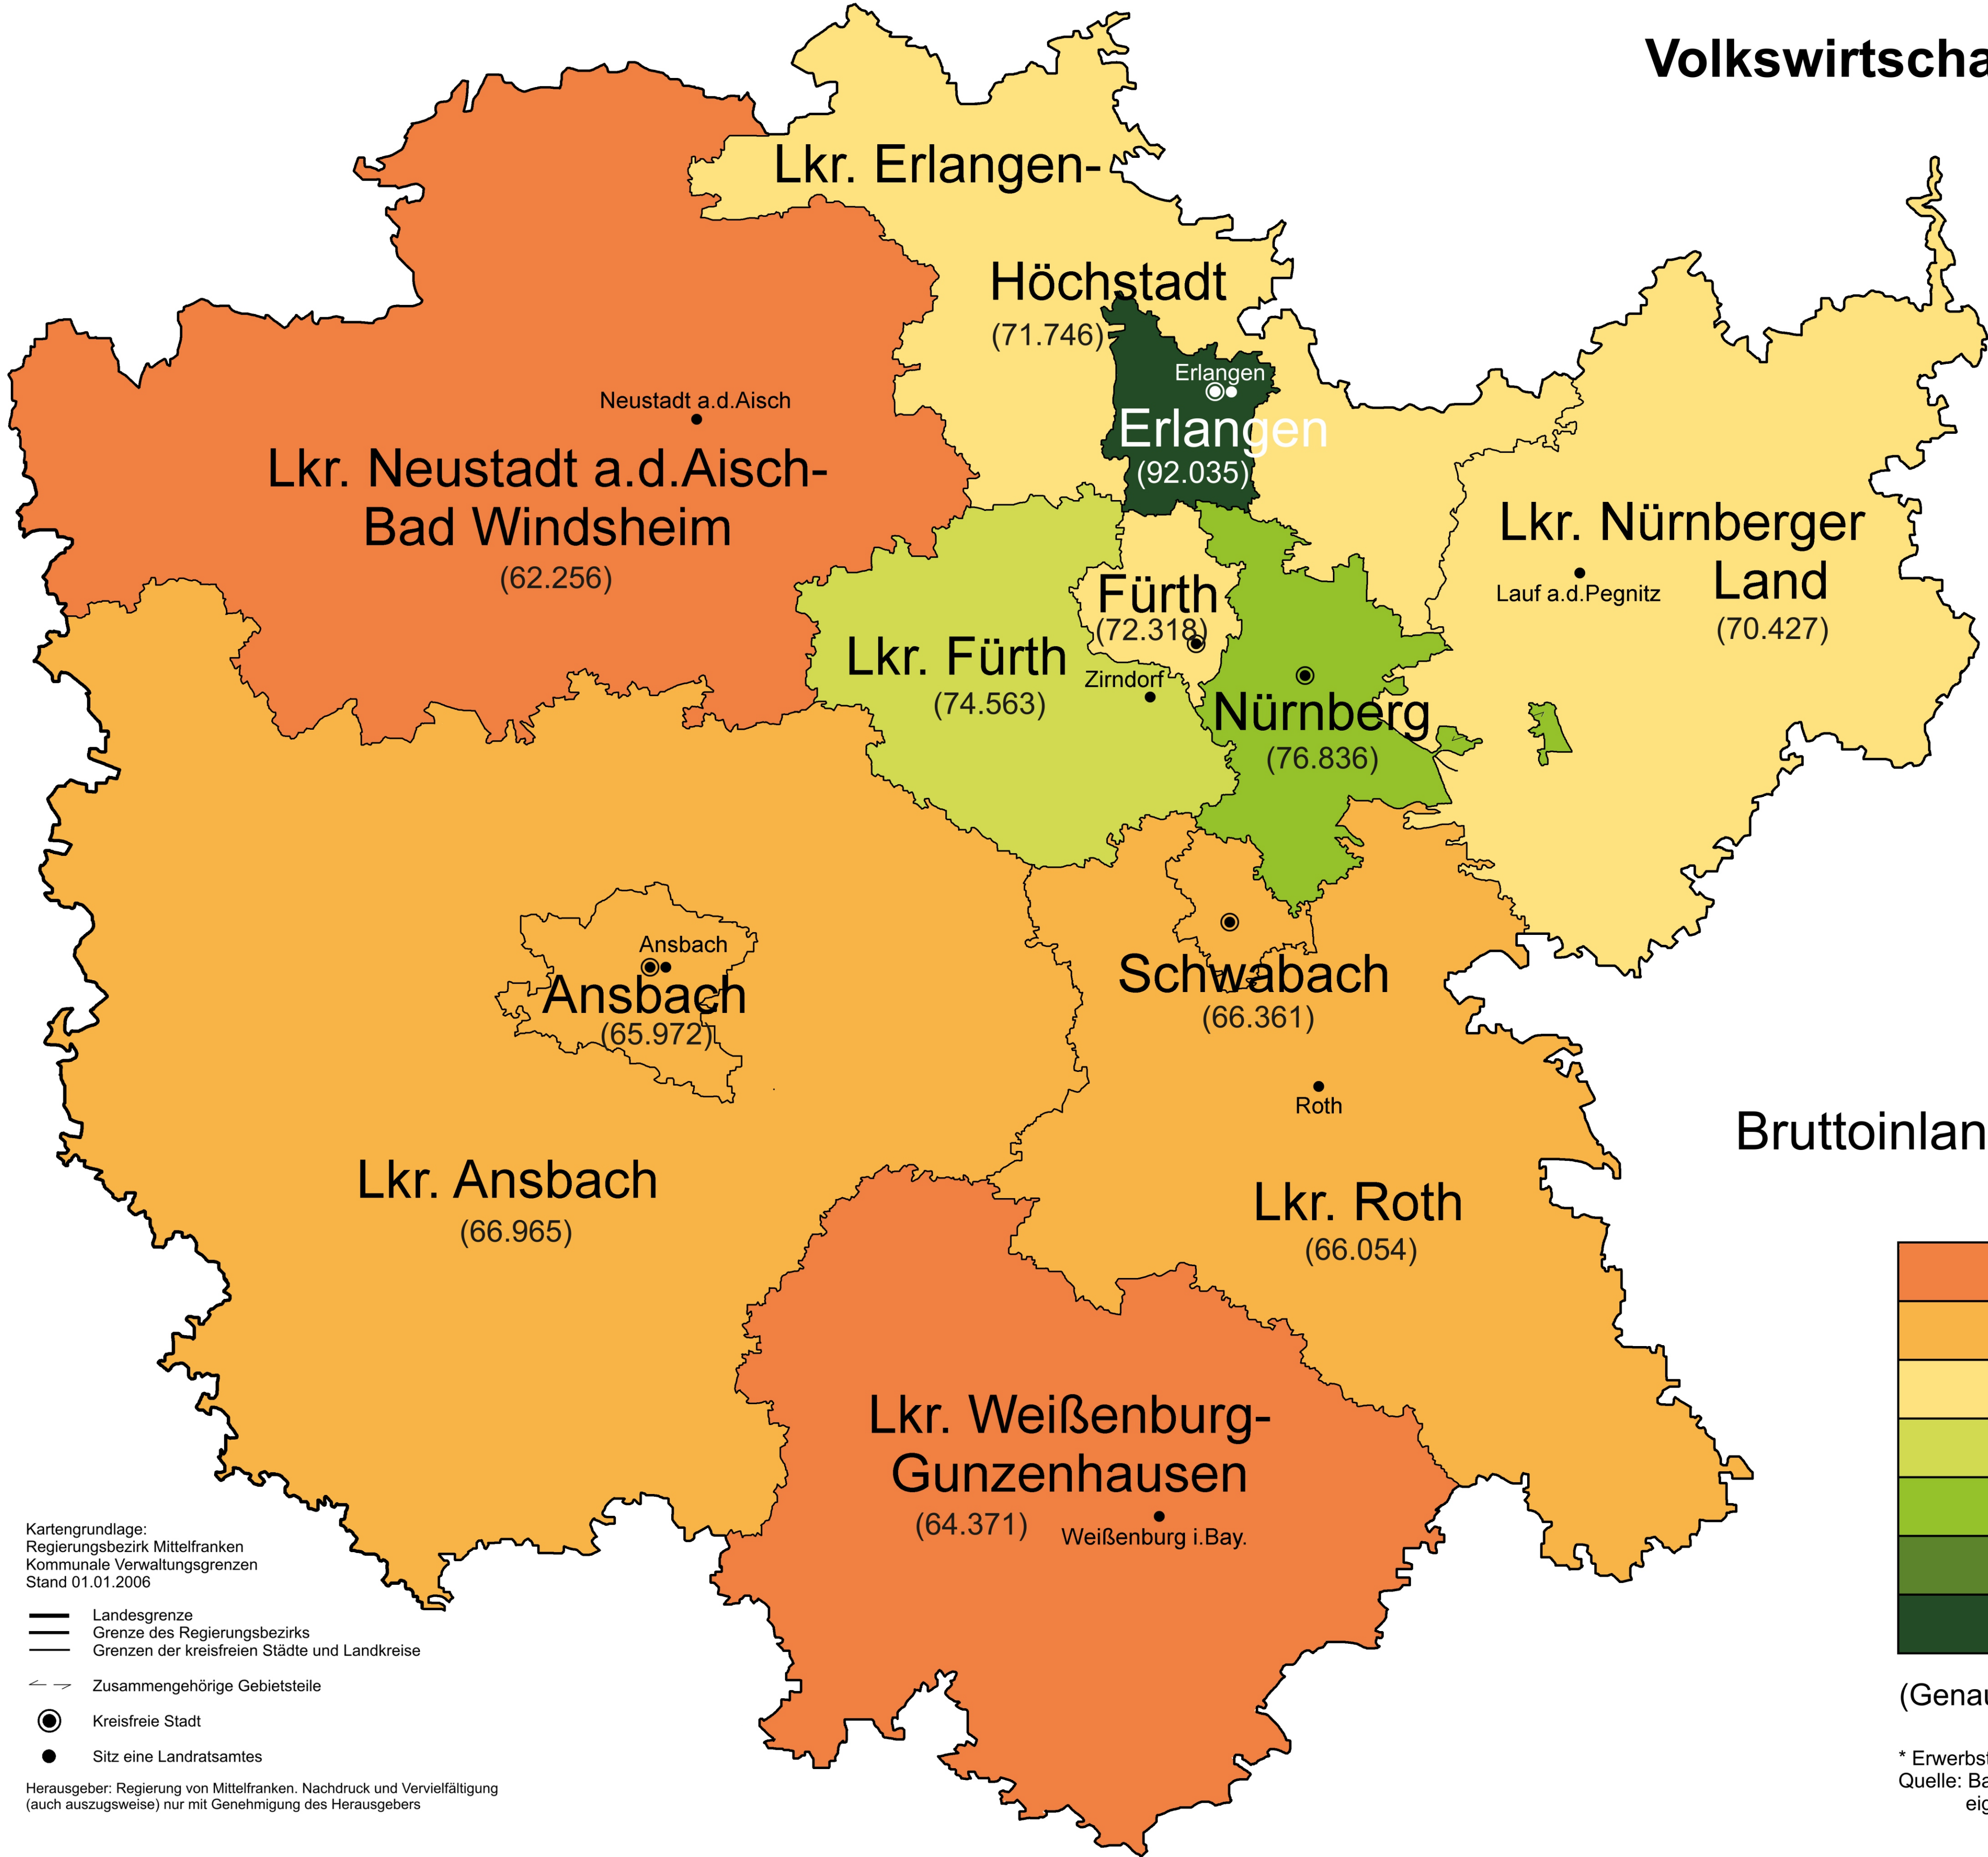 Volkswirtscha
Lkr. Erlangen-
Höchstadt
(71.746)
Erlangen
Erlangen
(92.035)
Neustadt a.d.Aisch
Lkr. Neustadt a.d.Aisch-
Bad Windsheim
(62.256)
Lkr. Nürnberger
Land
Lauf a.d.Pegnitz
(70.427)
Fürth
(72.318)
Lkr. Fürth
(74.563)
Zirndorf
Nürnberg
(76.836)
Ansbach
Ansbach
(65.972)
Schwabach
(66.361)
Roth
Lkr. Ansbach
(66.965)
Lkr. Roth
(66.054)
Bruttoinlan
Lkr. Weißenburg-
Gunzenhausen
(64.371)
Weißenburg i.Bay.
Kartengrundlage:
Regierungsbezirk Mittelfranken
Kommunale Verwaltungsgrenzen
Stand 01.01.2006
Landesgrenze
Grenze des Regierungsbezirks
Grenzen der kreisfreien Städte und Landkreise
Zusammengehörige Gebietsteile
Kreisfreie Stadt
Sitz eine Landratsamtes
Herausgeber: Regierung von Mittelfranken. Nachdruck und Vervielfältigung
(auch auszugsweise) nur mit Genehmigung des Herausgebers
(Genau
* Erwerbst
Quelle: Ba
eig